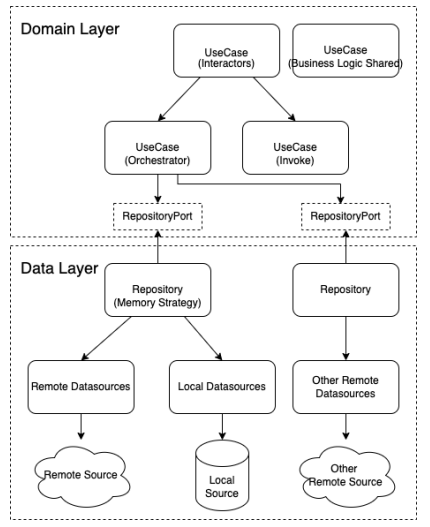 Domain Layer
UseCase
(Interactors)
UseCase
(Business Logic Shared)
UseCase
(Orchestrator)
UseCase
(Invoke)
RepositoryPort
RepositoryPort
Data Layer
Repository
(Memory Strategy)
Repository
Remote Datasources
Local Datasources
Other Remote
Datasources
Remote Source
Local
Source
Other
Remote Source